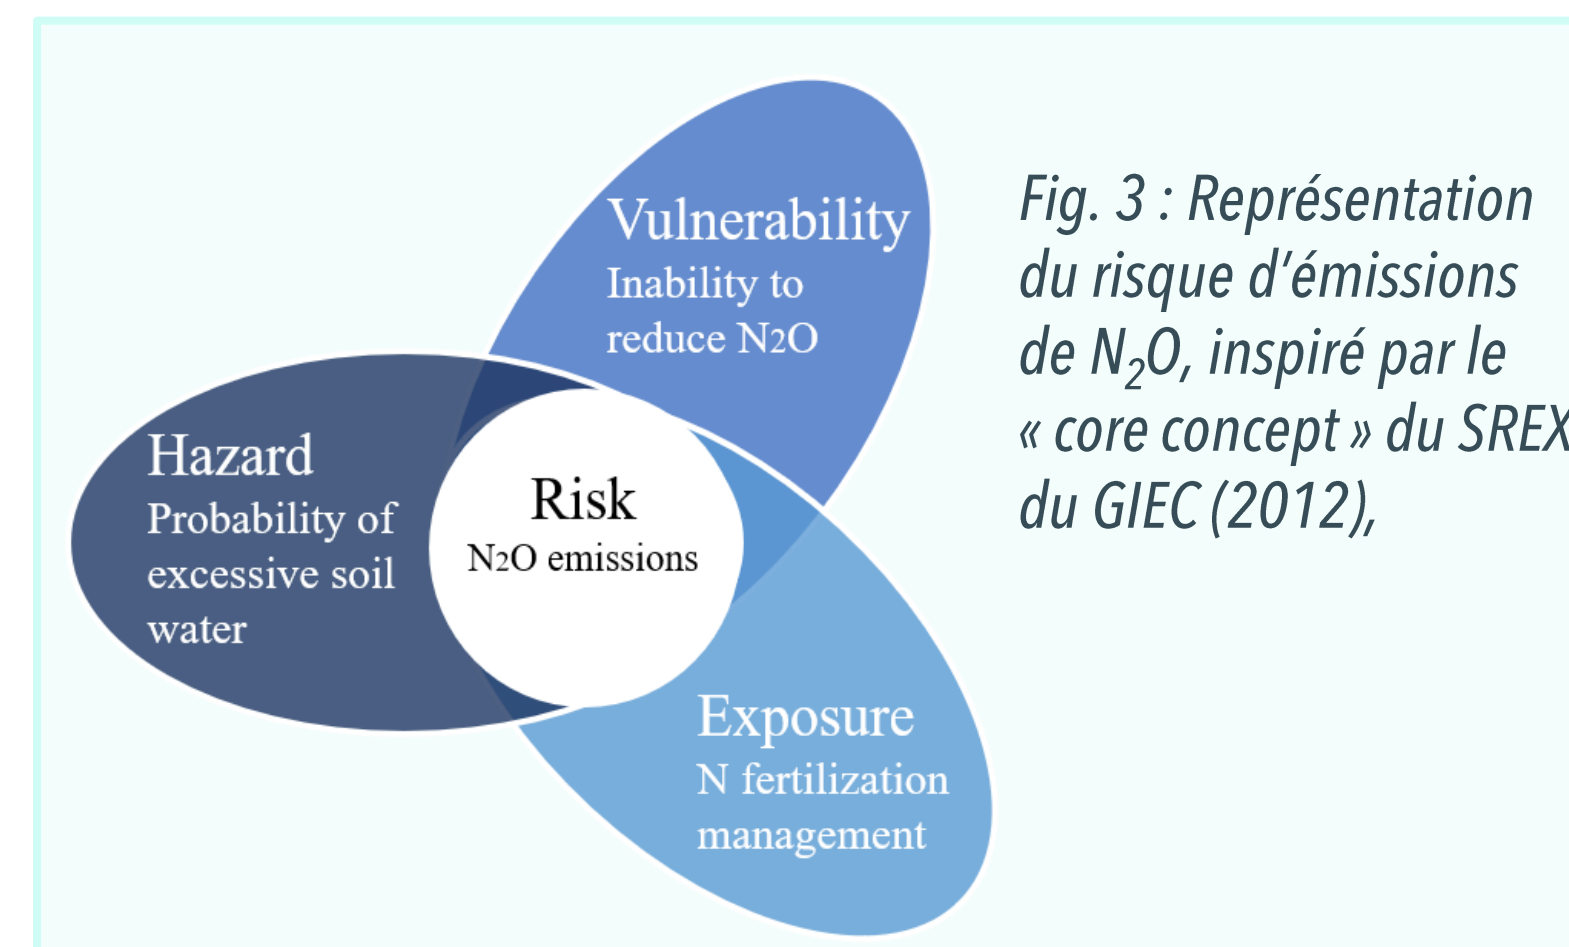 Vulnerability
Inability to
reduce N2O
Hazard
Probability of
excessive soil
water
Risk
N2O emissions
Exposure
N fertilization
management
Fig. 3 : Représentation
du risque d’émissions
de N₂O, inspiré par le
« core concept » du SREX
du GIEC (2012),